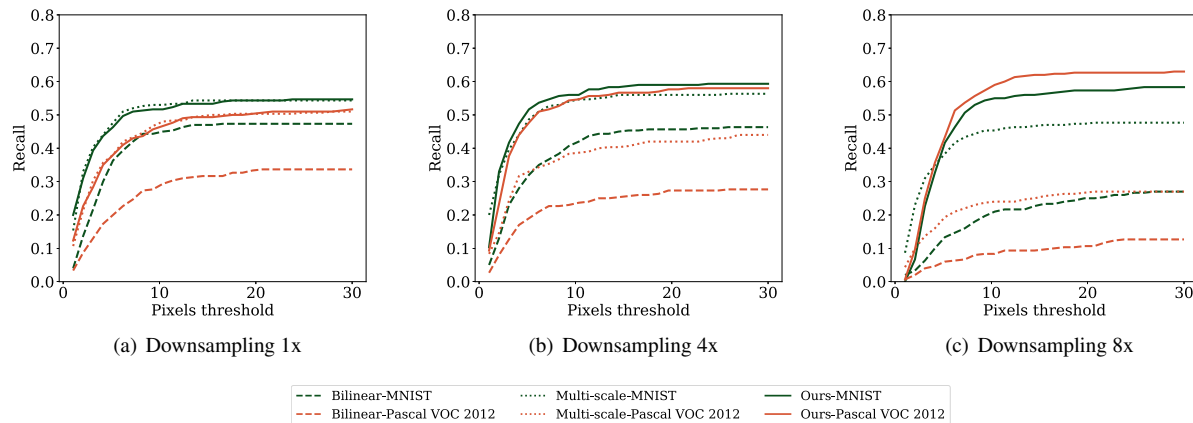 0.8
0.7
0.6
0.5
0.4
0.3
0.2
0.1
0.0
Recall
0 10 20 30
Pixels threshold
(a) Downsampling 1x
0.8
0.7
0.6
0.5
0.4
0.3
0.2
0.1
0.0
Recall
0 10 20 30
Pixels threshold
(b) Downsampling 4x
0.8
0.7
0.6
0.5
0.4
0.3
0.2
0.1
0.0
Recall
0 10 20 30
Pixels threshold
(c) Downsampling 8x
Bilinear-MNIST Multi-scale-MNIST Ours-MNIST
Bilinear-Pascal VOC 2012 Multi-scale-Pascal VOC 2012 Ours-Pascal VOC 2012